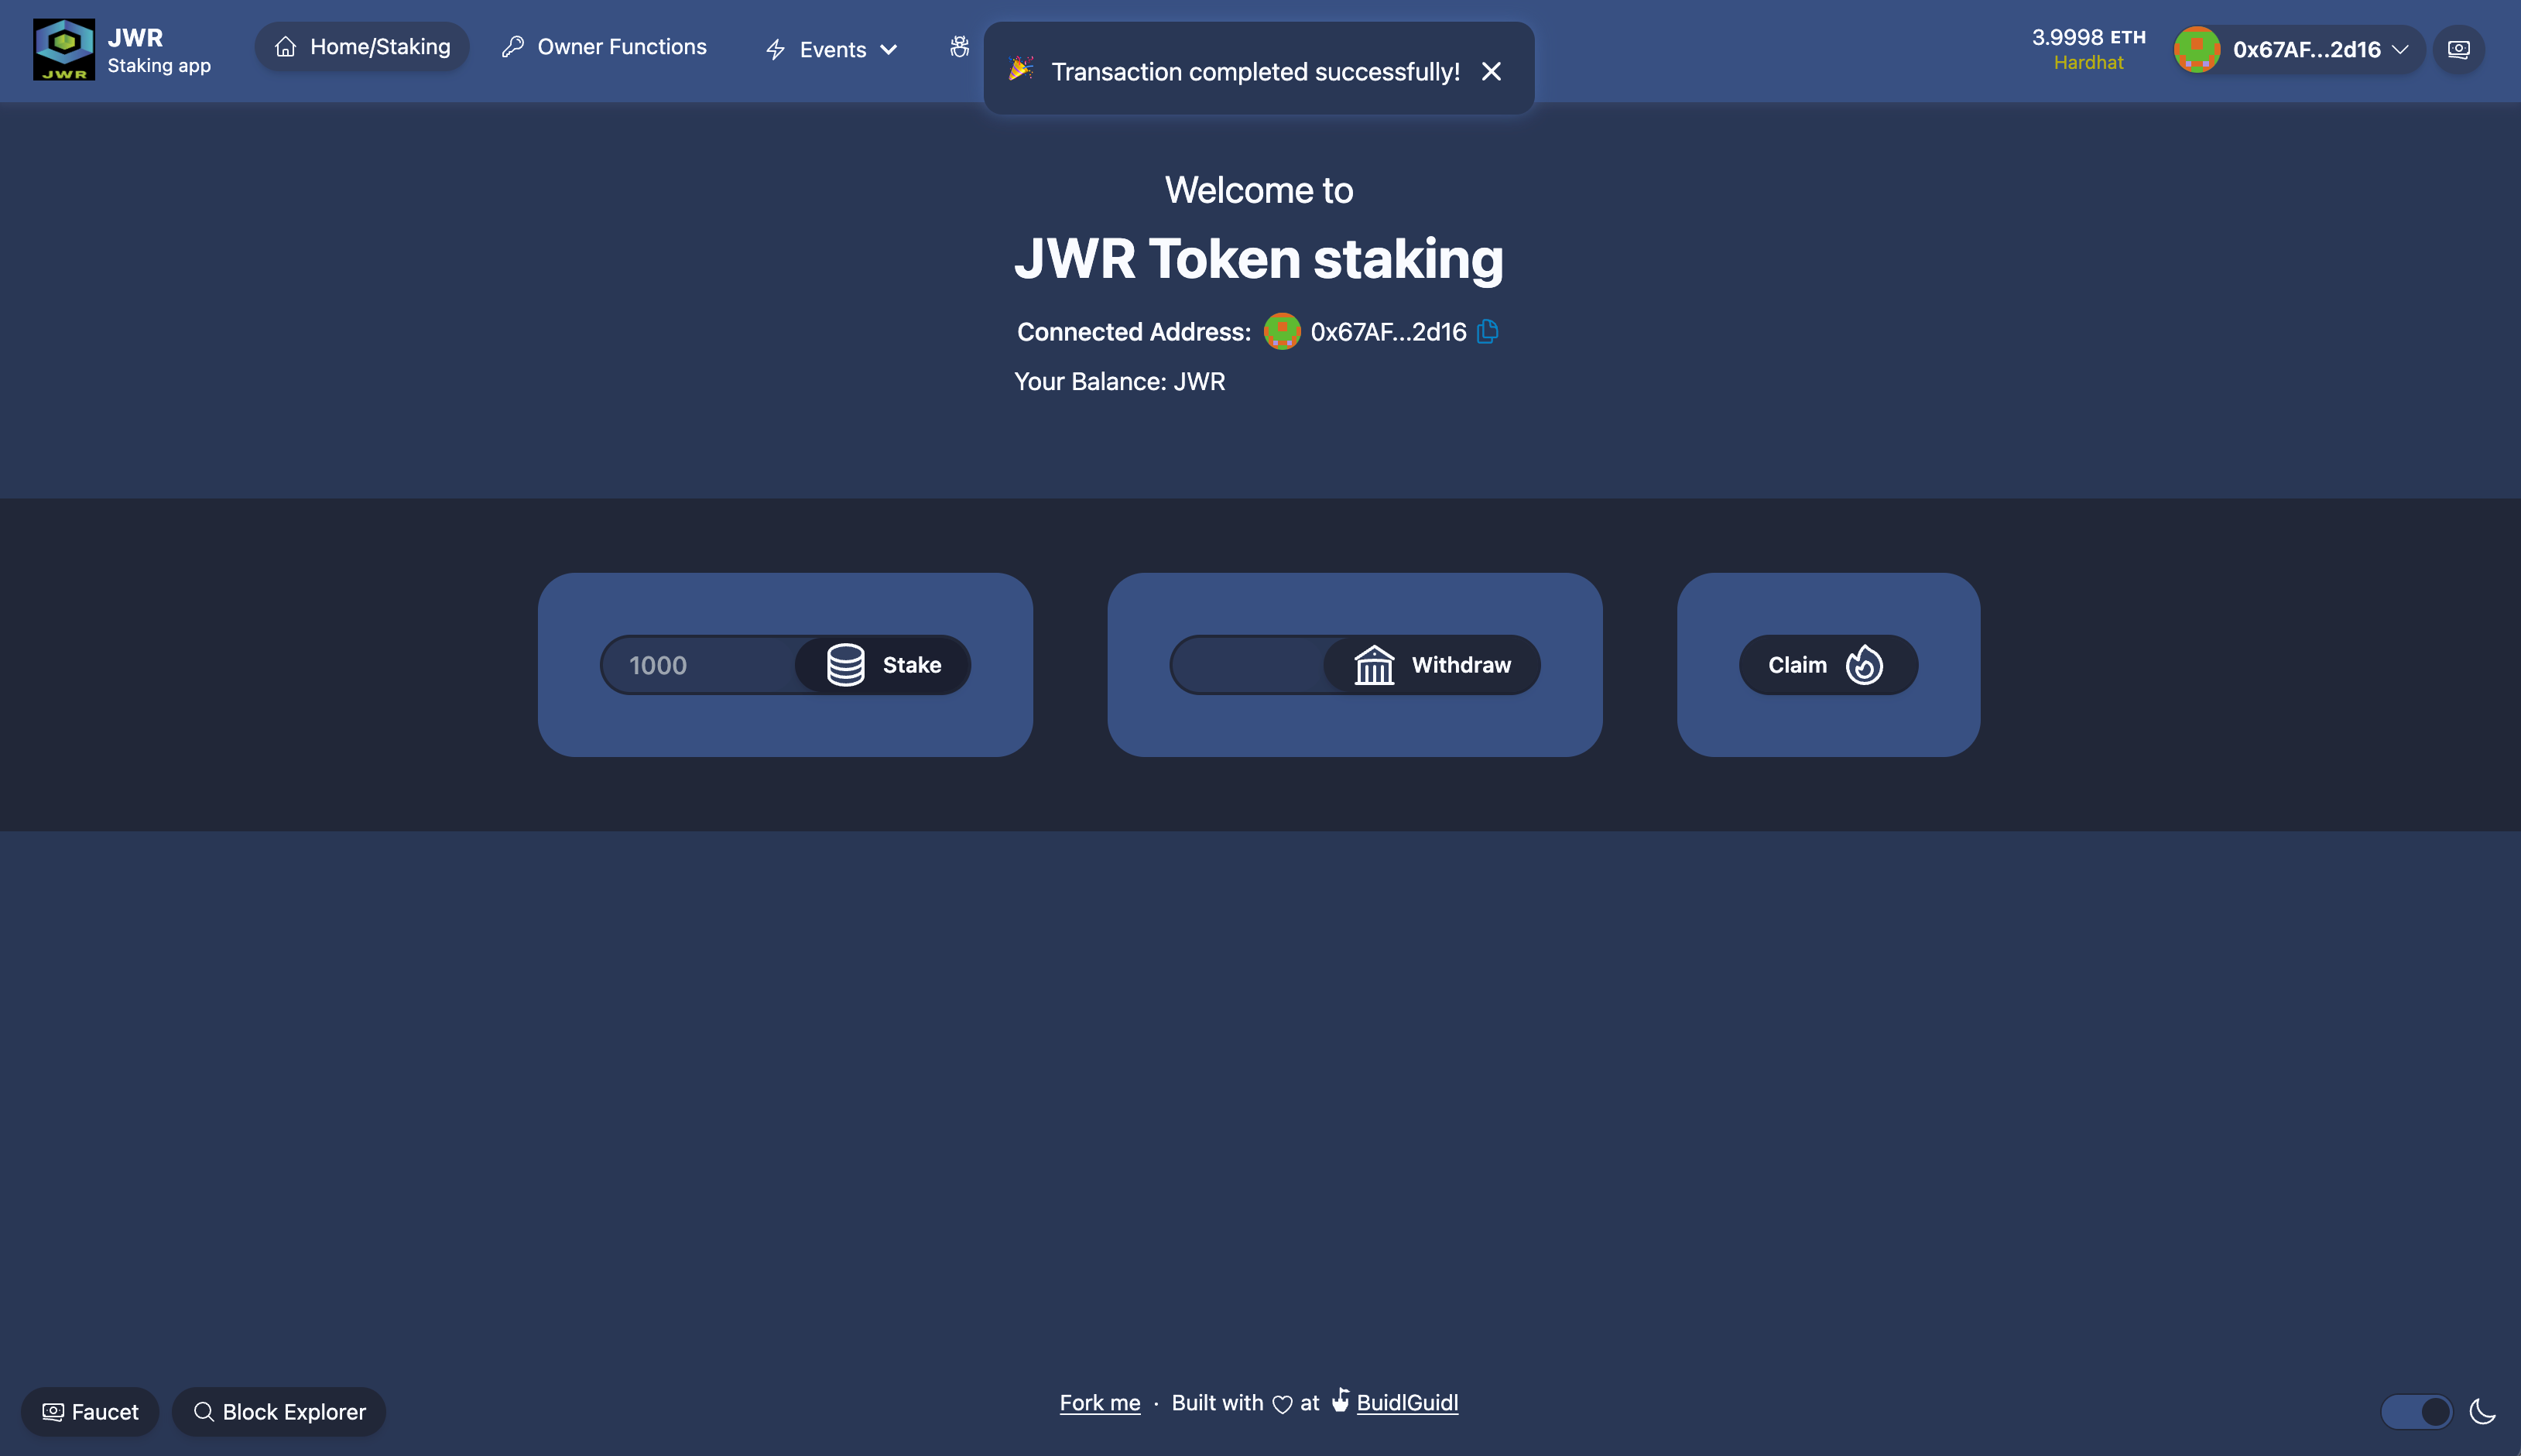 JWR
Staking app
JWR
Home/Staking
Owner Functions
Events
Transaction completed successfully!
3.9998 ETH
Hardhat
0x67AF...2d16
Welcome to
JWR Token staking
Connected Address: 0x67AF...2d16
Your Balance: JWR
1000
Stake
Withdraw
Claim
Faucet
Block Explorer
Fork me · Built with at BuidlGuidl